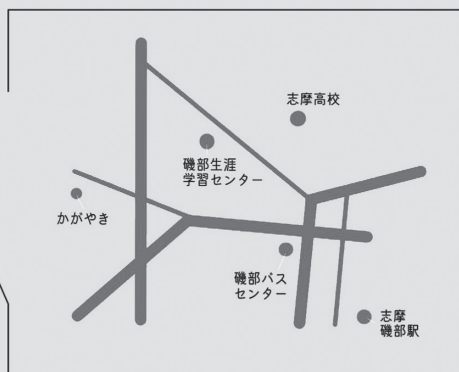 志摩高校
磯部生涯
学習センター
かがやき
磯部バス
センター
志摩
磯部駅